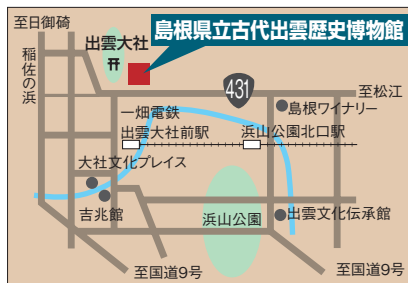 至日御碕
稲佐の浜
出雲大社
島根県立古代出雲歴史博物館
431
至松江
島根ワイナリー
一畑電鉄
出雲大社前駅
浜山公園北口駅
大社文化プレイス
吉兆館
浜山公園
出雲文化伝承館
至国道9号
至国道9号